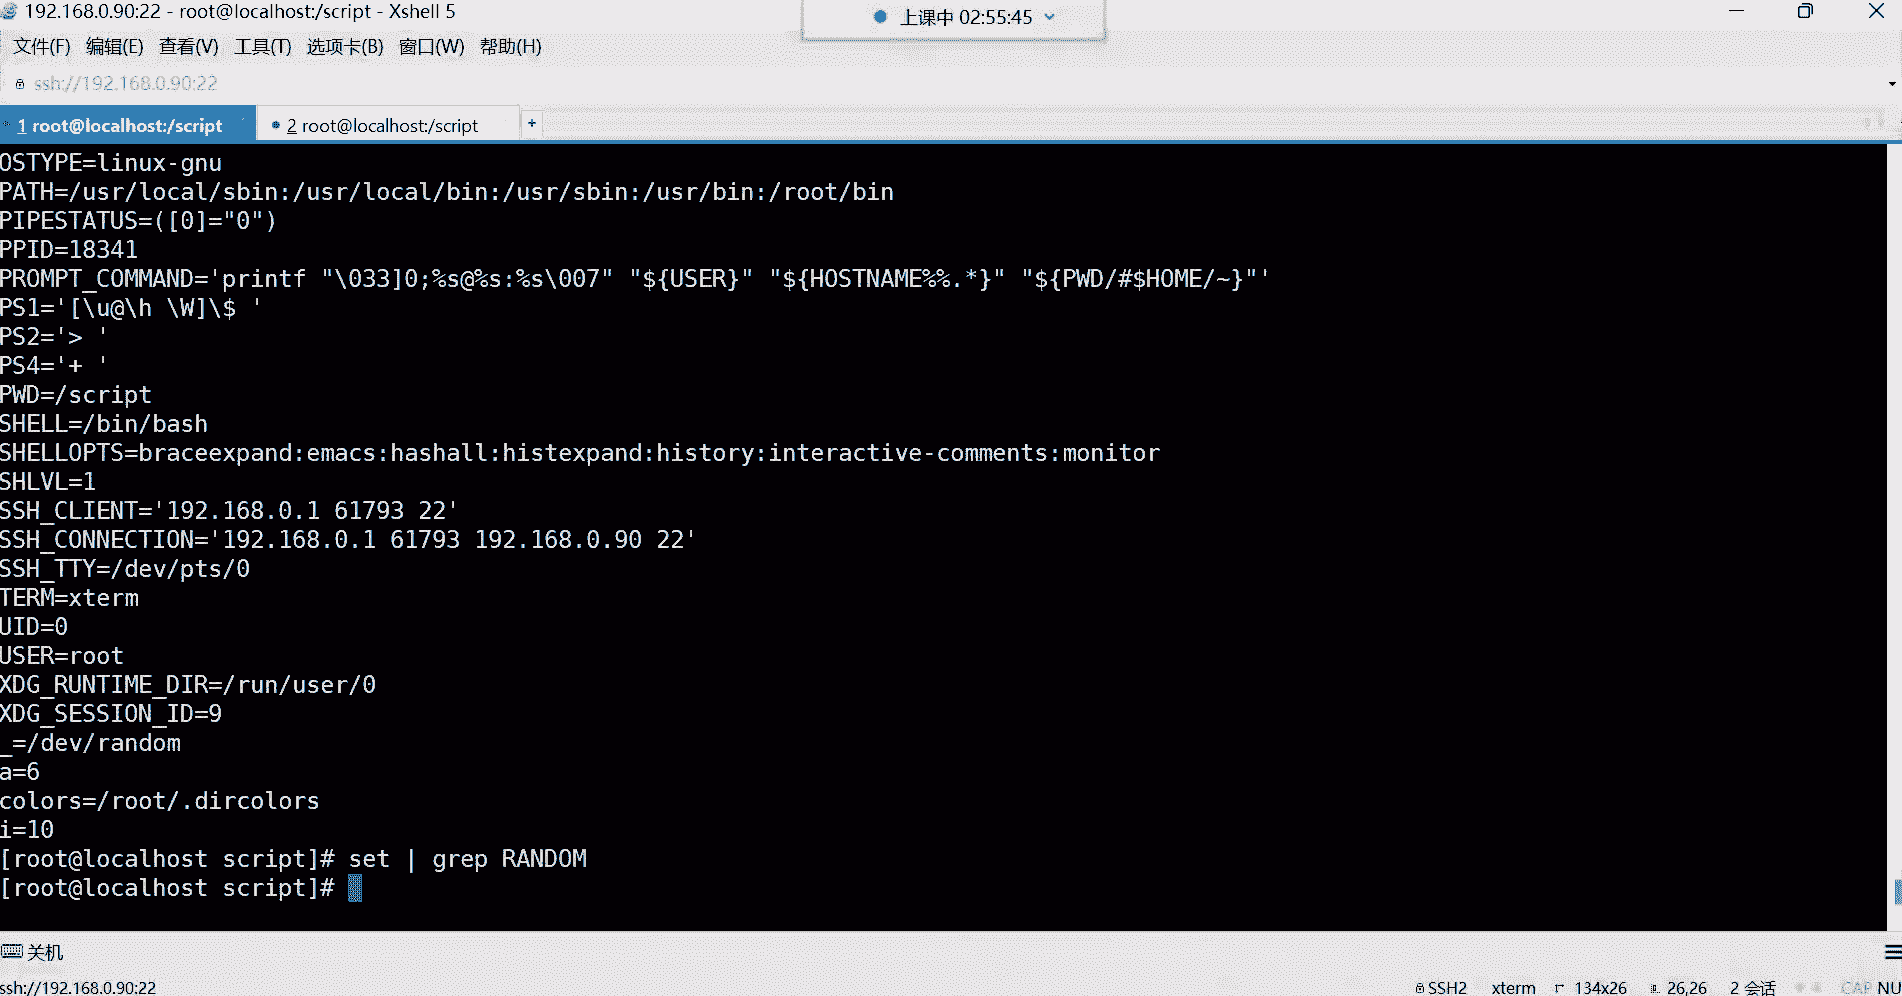 192.168.0.90:22 - root@localhost:/script - Xshell 5
上课中 02:55:45
文件(F) 编辑(E) 查看(V) 工具(T) 选项卡(B) 窗口(W) 帮助(H)
ssh://192.168.0.90:22
1 root@localhost:/script
2 root@localhost:/script
+
OSTYPE=linux-gnu
PATH=/usr/local/sbin:/usr/local/bin:/usr/sbin:/usr/bin:/root/bin
PIPESTATUS=([0]="0")
PPID=18341
PROMPT_COMMAND='printf "\033]0;%s@%s:%s\007" "${USER}" "${HOSTNAME%%.*}" "${PWD/#$HOME/~}"'
PS1='[\u@\h \W]\$ '
PS2='> '
PS4='+ '
PWD=/script
SHELL=/bin/bash
SHELLOPTS=braceexpand:emacs:hashall:histexpand:history:interactive-comments:monitor
SHLVL=1
SSH_CLIENT='192.168.0.1 61793 22'
SSH_CONNECTION='192.168.0.1 61793 192.168.0.90 22'
SSH_TTY=/dev/pts/0
TERM=xterm
UID=0
USER=root
XDG_RUNTIME_DIR=/run/user/0
XDG_SESSION_ID=9
_=/dev/random
a=6
colors=/root/.dircolors
i=10
[root@localhost script]# set | grep RANDOM
[root@localhost script]#
关机
ssh://192.168.0.90:22
SSH2 xterm 134x26 26,26 2 会话 CAP NU